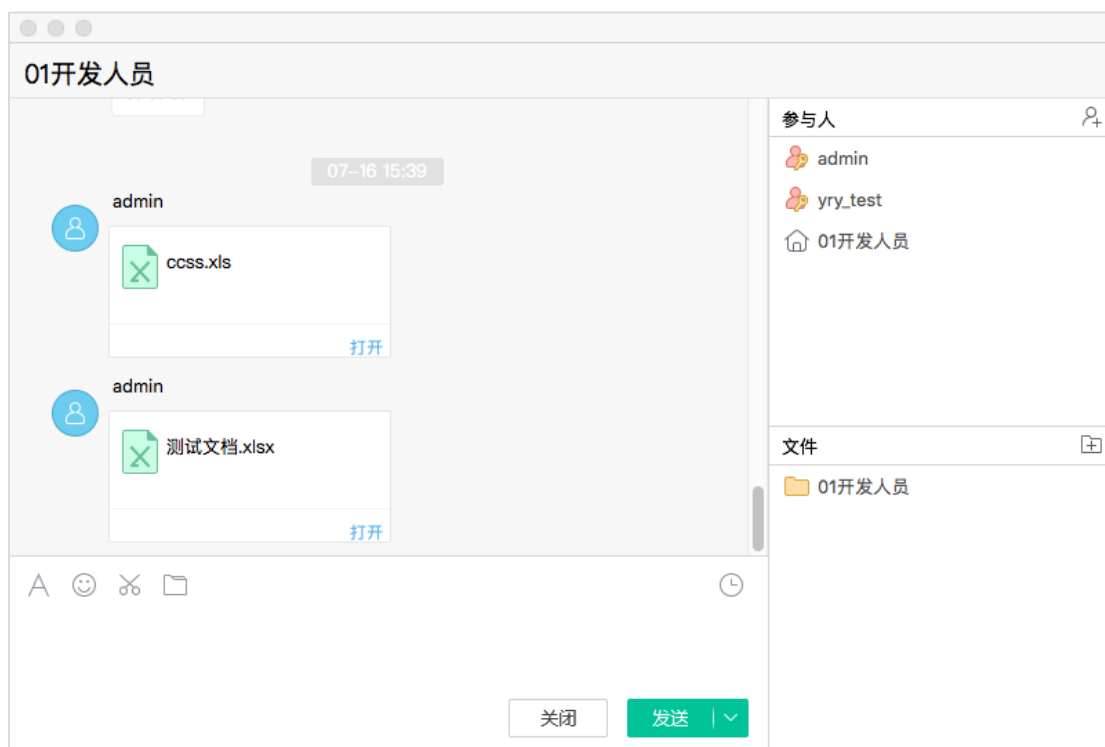 01开发人员
07-16 15:39
admin
ccss.xls
打开
admin
测试文档.xlsx
打开
关闭
发送
参与人
admin
yry_test
01开发人员
文件
01开发人员